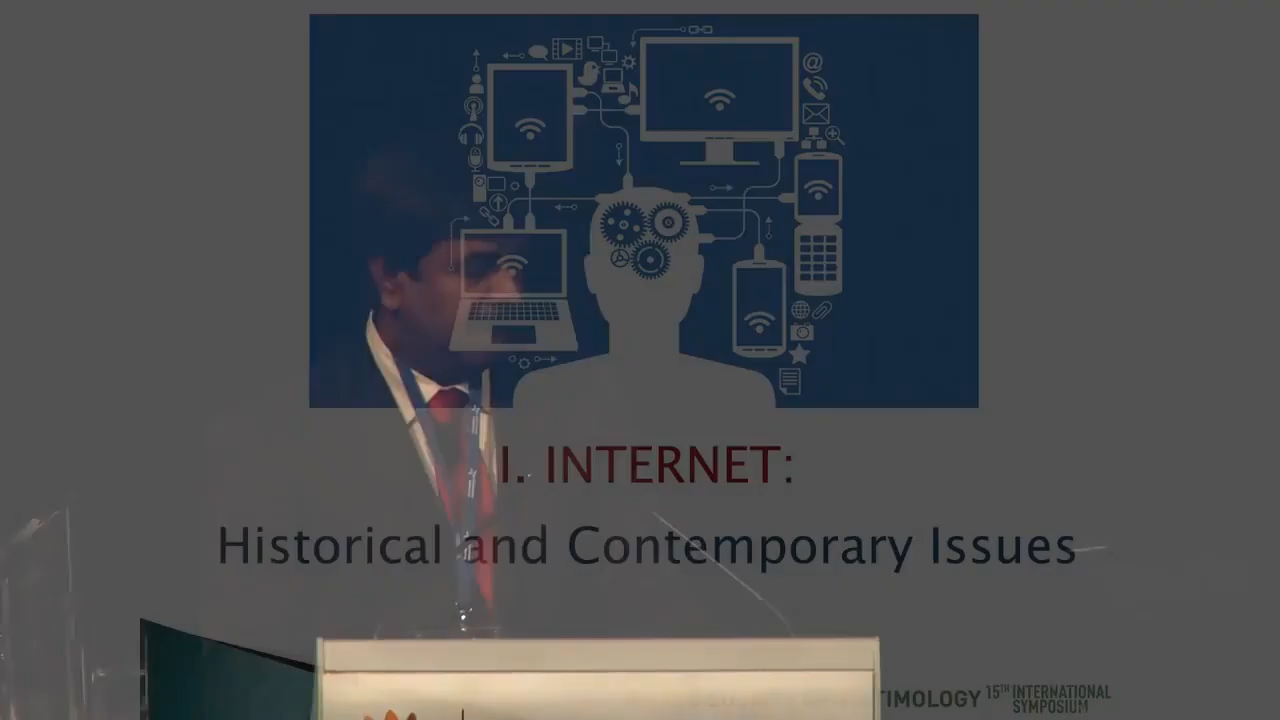 I. INTERNET:
Historical and Contemporary Issues
TIMOLOGY 15TH INTERNATIONAL
SYMPOSIUM